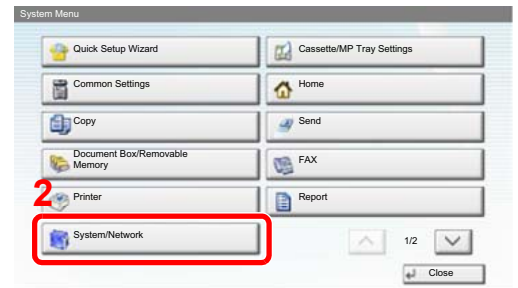 System Menu
Quick Setup Wizard
Cassette/MP Tray Settings
Common Settings
Home
Copy
Send
Document Box/Removable
Memory
FAX
2
Printer
Report
System/Network
1/2
Close